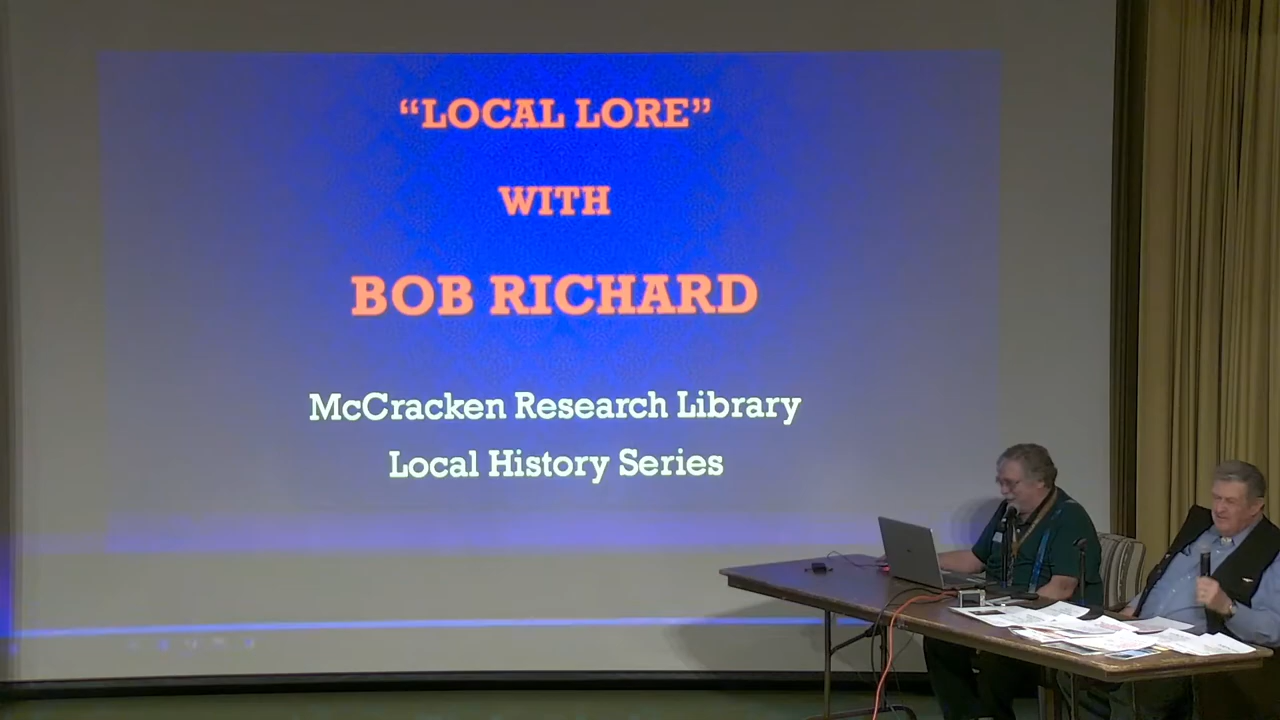 “LOCAL LORE”
WITH
BOB RICHARD
McCracken Research Library
Local History Series